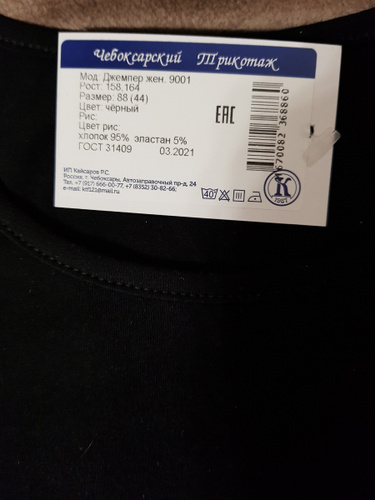 Чебоксарский Трикотаж
Мод: Джемпер жен. 9001
Рост: 158,164
Размер: 88 (44)
Цвет: чёрный
Рис:
Цвет рис:
хлопок 95% эластан 5%
ГОСТ 31409 03.2021
ЕАС
670082 368860
ИП Кайсаров Р.С.
Россия, г. Чебоксары, Автозаправочный пр-д, 24
Тел. +7 (917) 666-00-77, +7 (8352) 30-82-66,
e-mail: ktf123@mail.ru
40°
К
1987